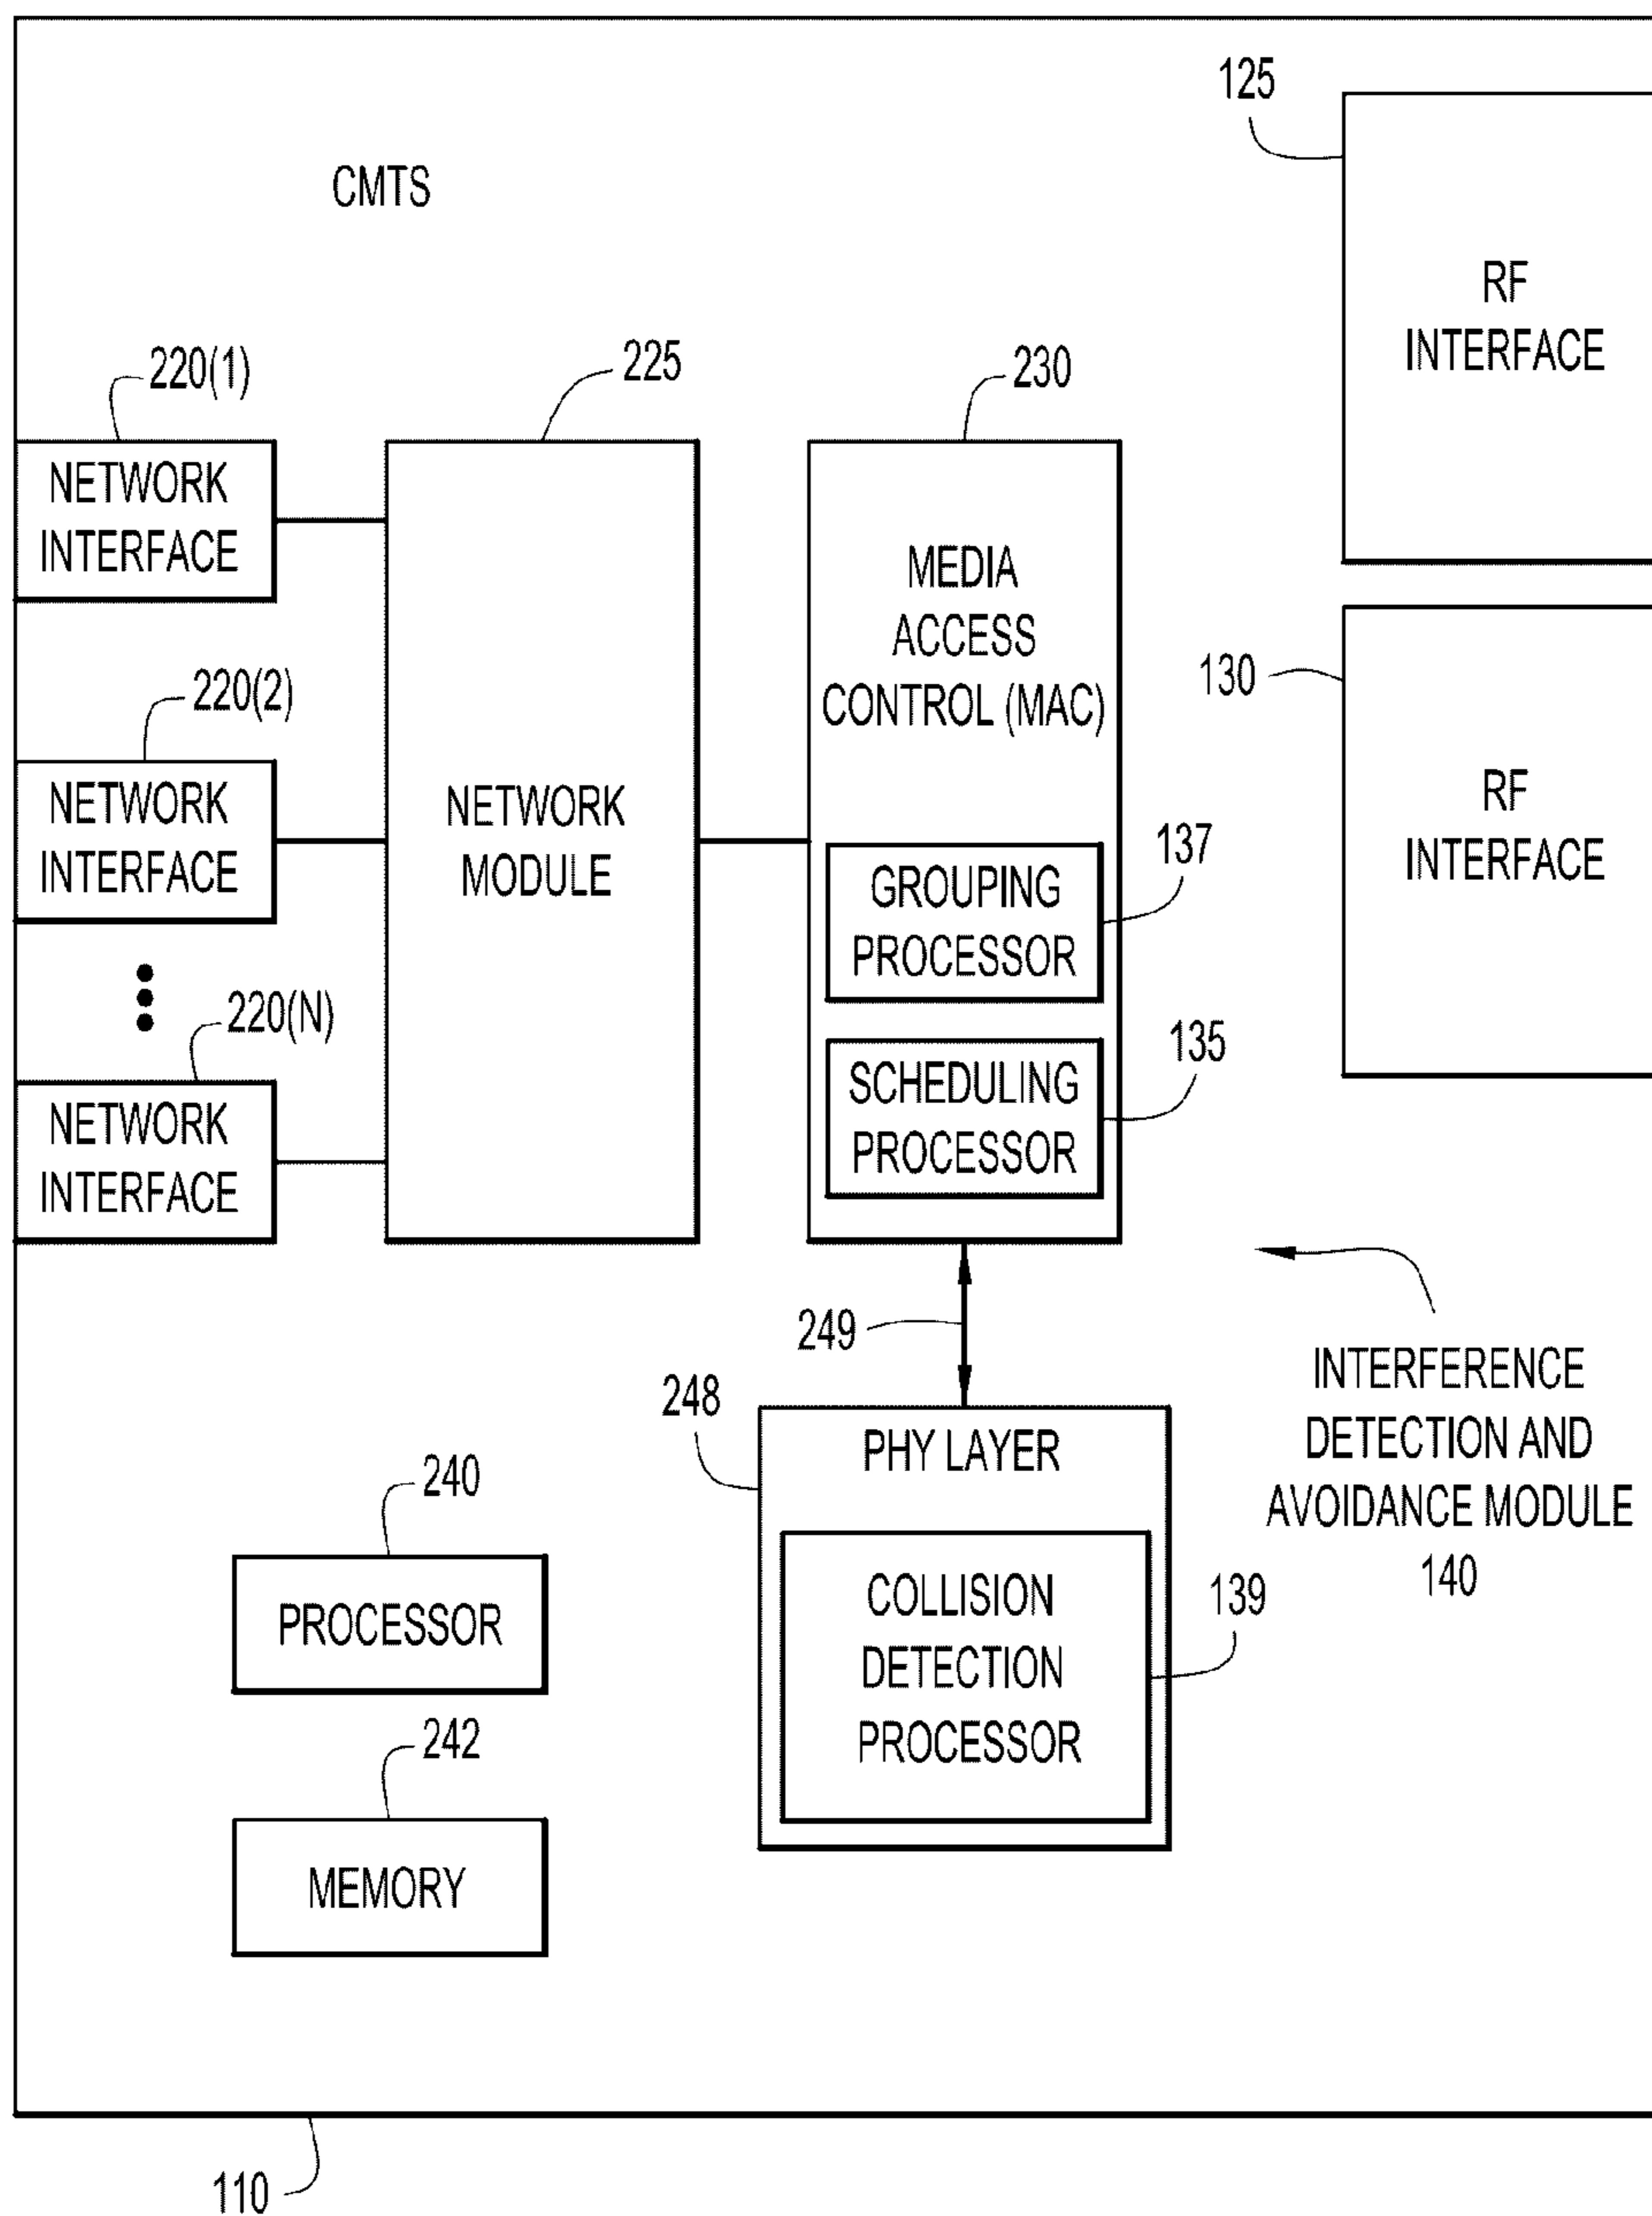 125
CMTS
RF
INTERFACE
220(1)
225
230
NETWORK
INTERFACE
MEDIA
ACCESS
CONTROL (MAC)
130
220(2)
NETWORK
INTERFACE
NETWORK
MODULE
RF
INTERFACE
137
GROUPING
PROCESSOR
220(N)
135
NETWORK
INTERFACE
SCHEDULING
PROCESSOR
249
INTERFERENCE
DETECTION AND
AVOIDANCE MODULE
140
248
PHY LAYER
240
PROCESSOR
COLLISION
DETECTION
PROCESSOR
139
242
MEMORY
110